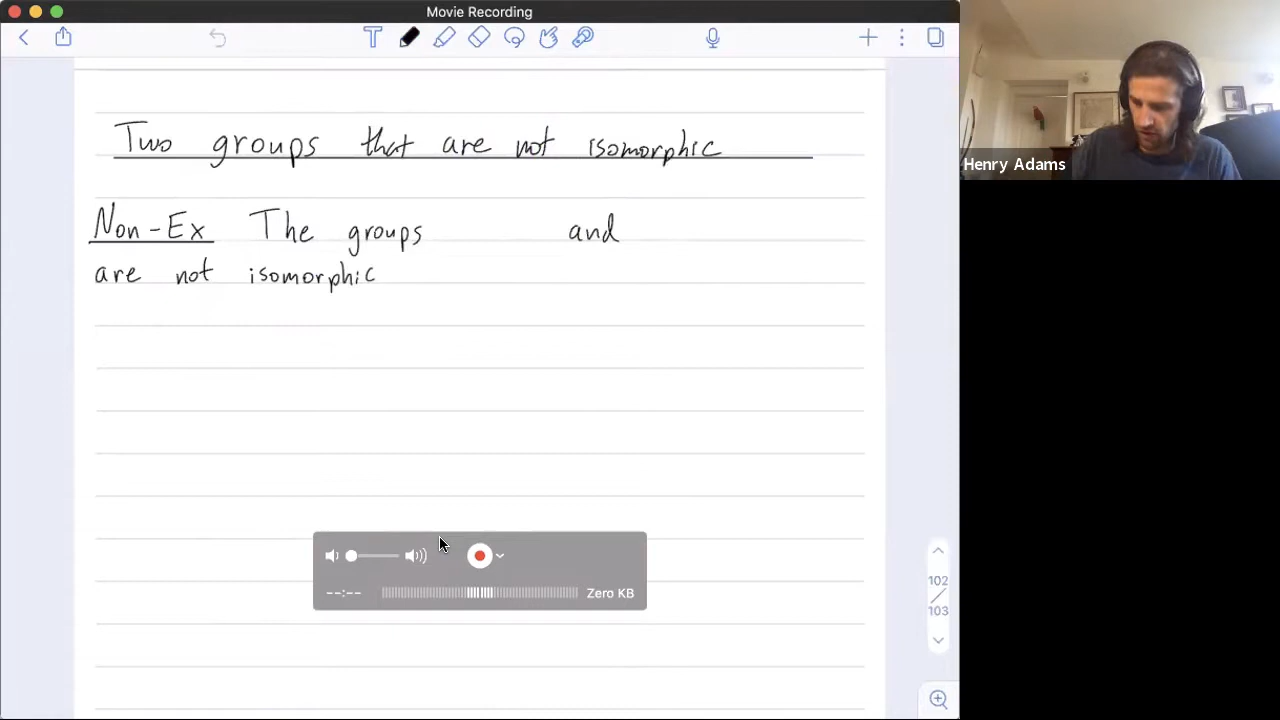 Movie Recording
Two groups that are not isomorphic
Henry Adams
Non-Ex The groups and
are not isomorphic
--:-- Zero KB
102
103